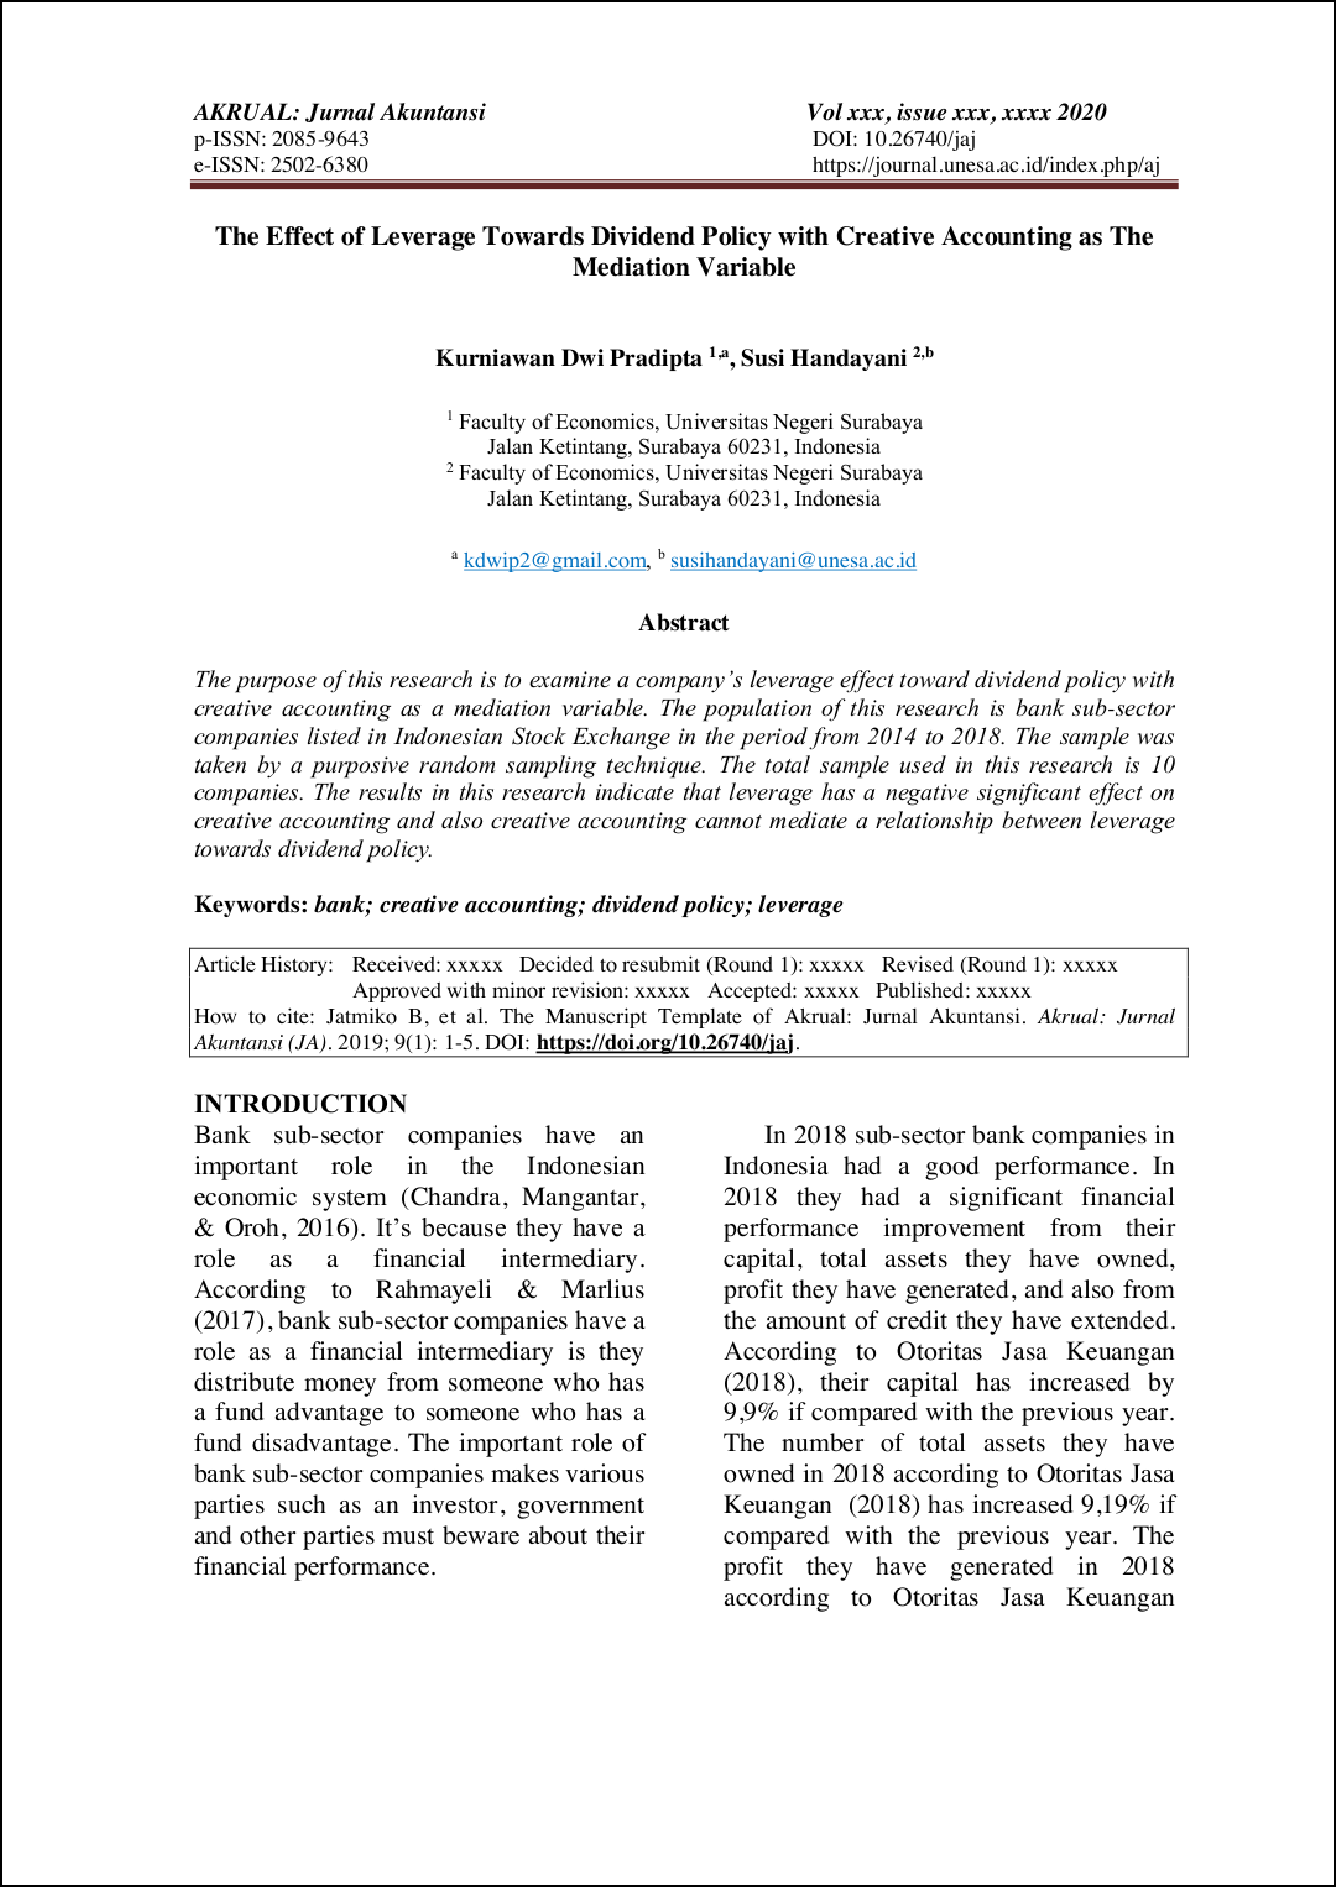 AKRUAL: Jurnal Akuntansi Vol xxx, issue xxx, xxxx 2020
p-ISSN: 2085-9643 DOI: 10.26740/jaj
e-ISSN: 2502-6380 https://journal.unesa.ac.id/index.php/aj
The Effect of Leverage Towards Dividend Policy with Creative Accounting as The
Mediation Variable
Kurniawan Dwi Pradipta 1,a, Susi Handayani 2,b
1 Faculty of Economics, Universitas Negeri Surabaya
Jalan Ketintang, Surabaya 60231, Indonesia
2 Faculty of Economics, Universitas Negeri Surabaya
Jalan Ketintang, Surabaya 60231, Indonesia
a kdwip2@gmail.com, b susihandayani@unesa.ac.id
Abstract
The purpose of this research is to examine a company’s leverage effect toward dividend policy with
creative accounting as a mediation variable. The population of this research is bank sub-sector
companies listed in Indonesian Stock Exchange in the period from 2014 to 2018. The sample was
taken by a purposive random sampling technique. The total sample used in this research is 10
companies. The results in this research indicate that leverage has a negative significant effect on
creative accounting and also creative accounting cannot mediate a relationship between leverage
towards dividend policy.
Keywords: bank; creative accounting; dividend policy; leverage
Article History: Received: xxxxx Decided to resubmit (Round 1): xxxxx Revised (Round 1): xxxxx
Approved with minor revision: xxxxx Accepted: xxxxx Published: xxxxx
How to cite: Jatmiko B, et al. The Manuscript Template of Akrual: Jurnal Akuntansi. Akrual: Jurnal
Akuntansi (JA). 2019; 9(1): 1-5. DOI: https://doi.org/10.26740/jaj.
INTRODUCTION
Bank sub-sector companies have an
important role in the Indonesian
economic system (Chandra, Mangantar,
& Oroh, 2016). It’s because they have a
role as a financial intermediary.
According to Rahmayeli & Marlius
(2017), bank sub-sector companies have a
role as a financial intermediary is they
distribute money from someone who has
a fund advantage to someone who has a
fund disadvantage. The important role of
bank sub-sector companies makes various
parties such as an investor, government
and other parties must beware about their
financial performance.
In 2018 sub-sector bank companies in
Indonesia had a good performance. In
2018 they had a significant financial
performance improvement from their
capital, total assets they have owned,
profit they have generated, and also from
the amount of credit they have extended.
According to Otoritas Jasa Keuangan
(2018), their capital has increased by
9,9% if compared with the previous year.
The number of total assets they have
owned in 2018 according to Otoritas Jasa
Keuangan (2018) has increased 9,19% if
compared with the previous year. The
profit they have generated in 2018
according to Otoritas Jasa Keuangan